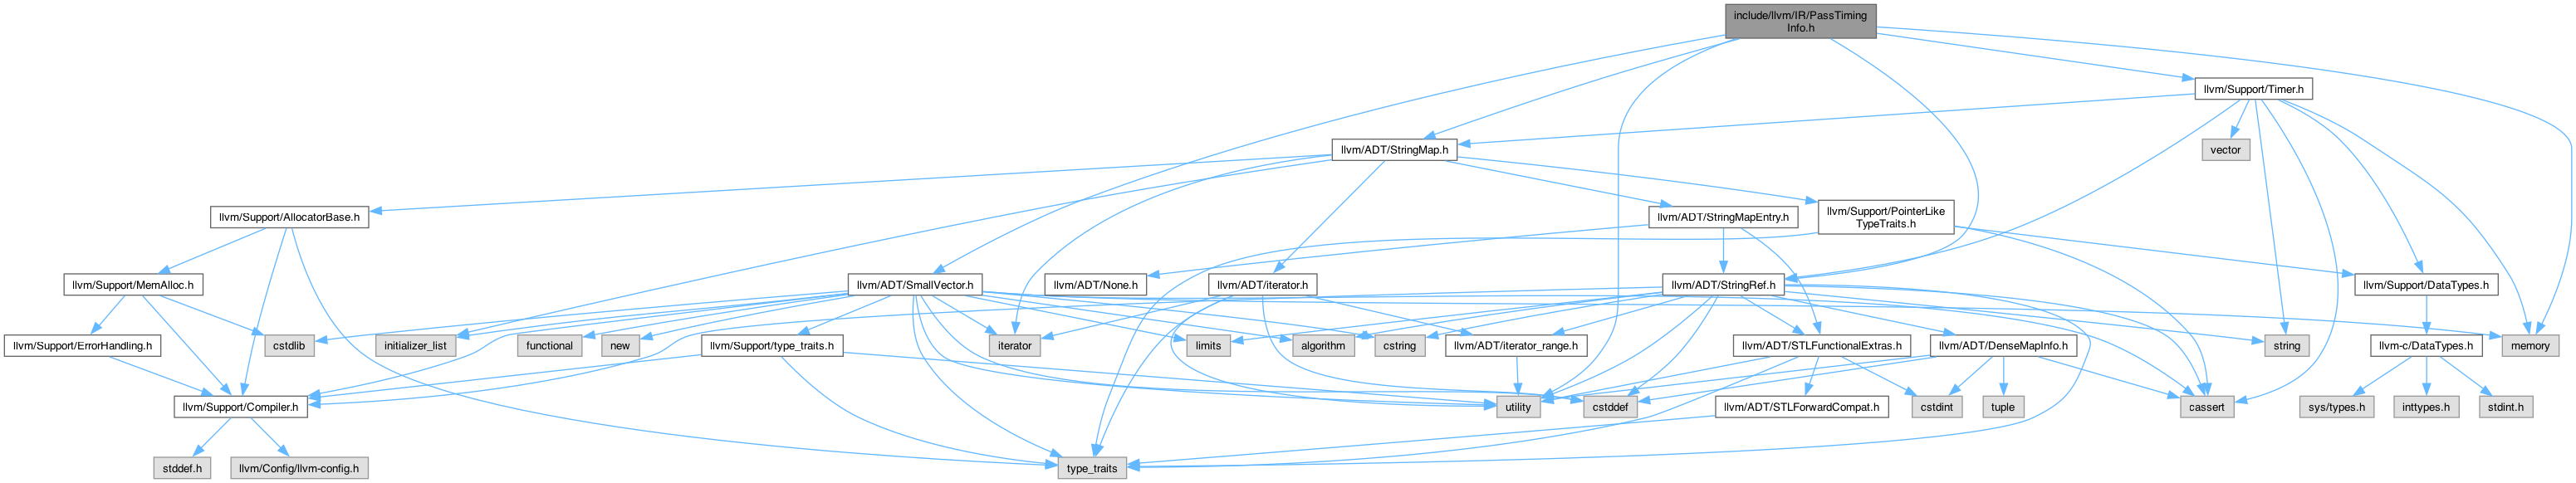 include/llvm/IR/PassTiming
Info.h
llvm/Support/Timer.h
llvm/ADT/StringMap.h
vector
llvm/Support/AllocatorBase.h
llvm/ADT/StringMapEntry.h
llvm/Support/PointerLike
TypeTraits.h
llvm/Support/MemAlloc.h
llvm/ADT/SmallVector.h
llvm/ADT/None.h
llvm/ADT/iterator.h
llvm/ADT/StringRef.h
llvm/Support/DataTypes.h
llvm/Support/ErrorHandling.h
cstdlib
initializer_list
functional
new
llvm/Support/type_traits.h
iterator
limits
algorithm
cstring
llvm/ADT/iterator_range.h
llvm/ADT/STLFunctionalExtras.h
llvm/ADT/DenseMapInfo.h
string
llvm-c/DataTypes.h
memory
llvm/Support/Compiler.h
utility
cstddef
llvm/ADT/STLForwardCompat.h
cstdint
tuple
cassert
sys/types.h
inttypes.h
stdint.h
stddef.h
llvm/Config/llvm-config.h
type_traits